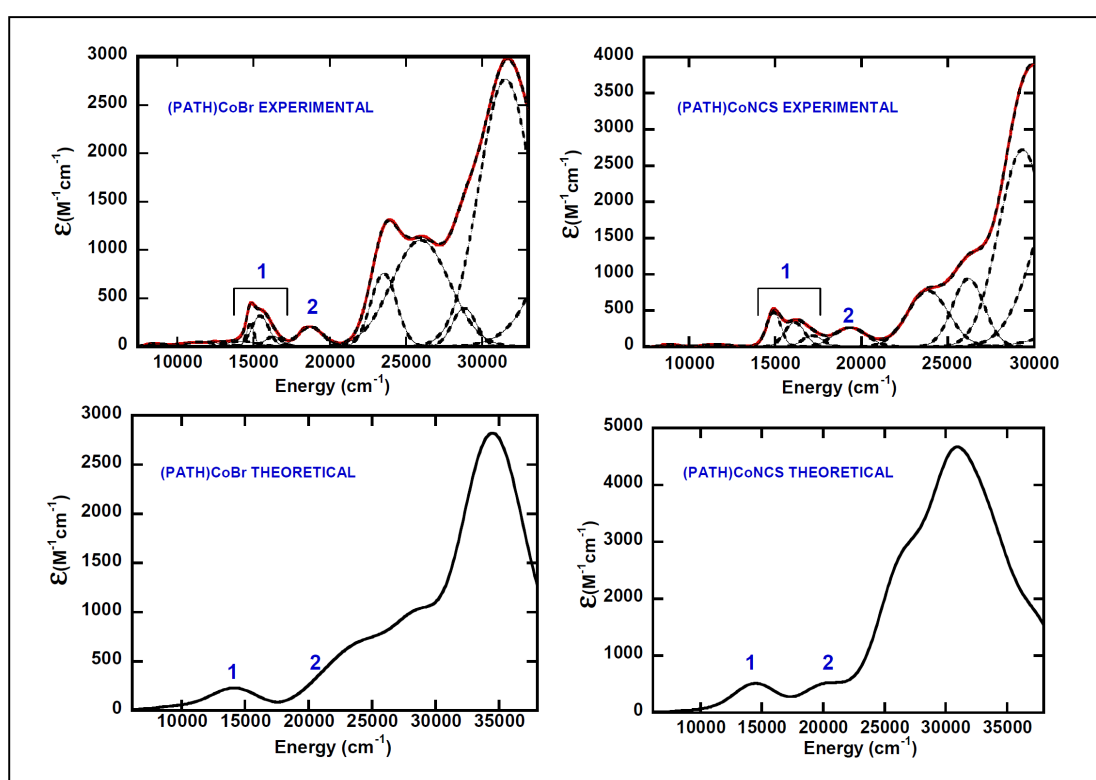 (PATH)CoBr EXPERIMENTAL
3000
2500
2000
1500
1000
500
0
ε(M⁻¹cm⁻¹)
1
2
10000 15000 20000 25000 30000
Energy (cm⁻¹)
(PATH)CoNCS EXPERIMENTAL
4000
3500
3000
2500
2000
1500
1000
500
0
ε(M⁻¹cm⁻¹)
1
2
10000 15000 20000 25000 30000
Energy (cm⁻¹)
(PATH)CoBr THEORETICAL
3000
2500
2000
1500
1000
500
0
ε(M⁻¹cm⁻¹)
1
2
10000 15000 20000 25000 30000 35000
Energy (cm⁻¹)
(PATH)CoNCS THEORETICAL
5000
4000
3000
2000
1000
0
ε(M⁻¹cm⁻¹)
1
2
10000 15000 20000 25000 30000 35000
Energy (cm⁻¹)